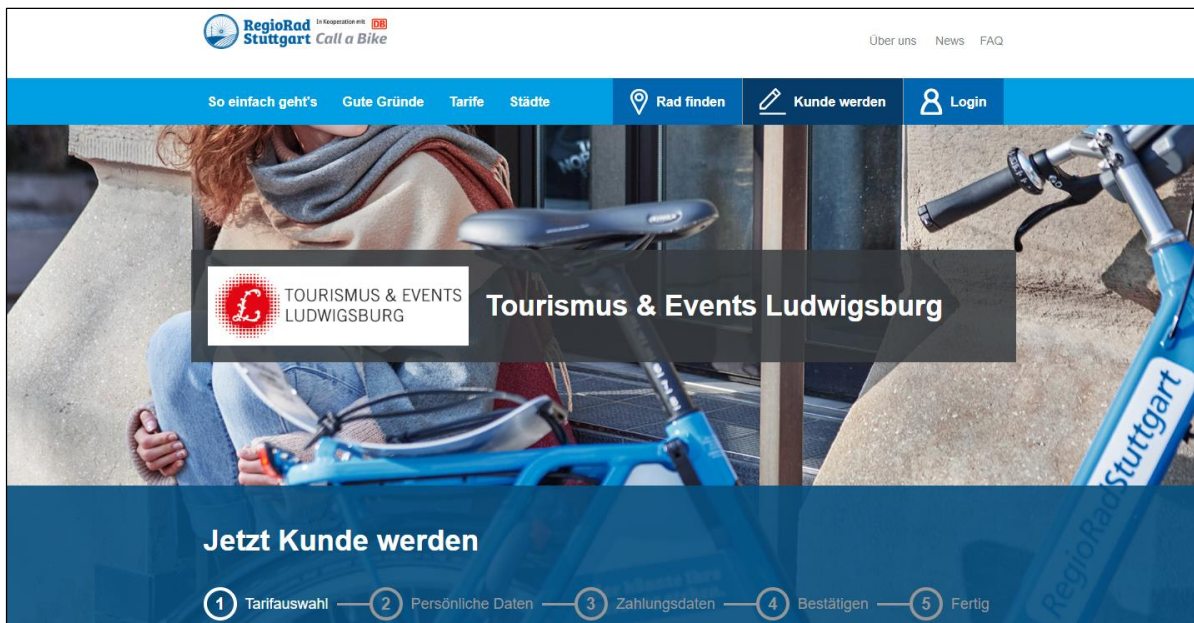 RegioRad
Stuttgart
In Kooperation mit DB
Call a Bike
Über uns News FAQ
So einfach geht's Gute Gründe Tarife Städte Rad finden Kunde werden Login
TOURISMUS & EVENTS
LUDWIGSBURG
Tourismus & Events Ludwigsburg
RegioRadStuttgart
Jetzt Kunde werden
1 Tarifauswahl 2 Persönliche Daten 3 Zahlungsdaten 4 Bestätigen 5 Fertig